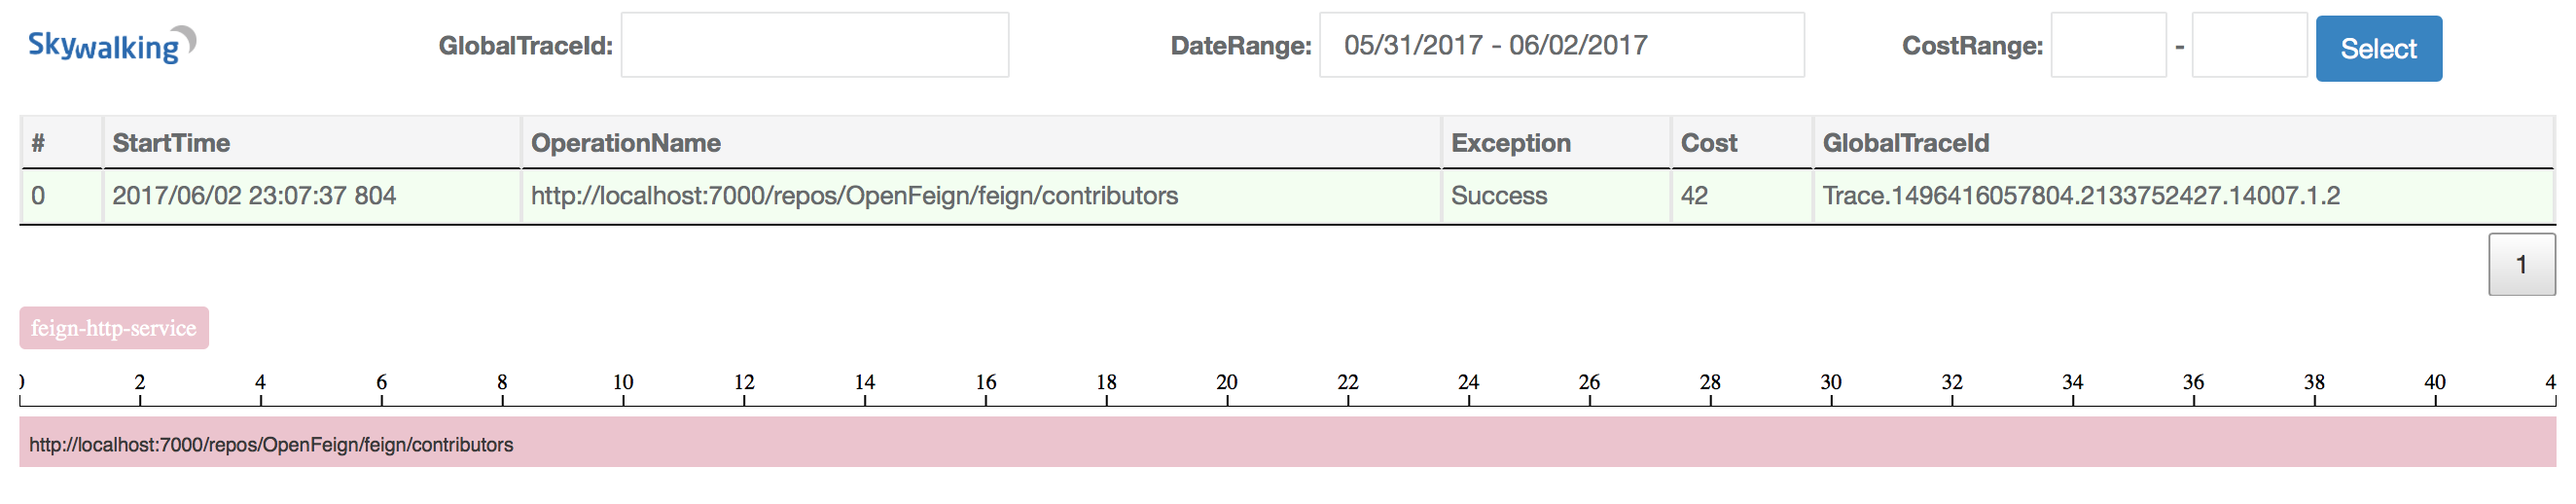 Skywalking GlobalTraceId: DateRange: 05/31/2017 - 06/02/2017 CostRange: - Select
# StartTime OperationName Exception Cost GlobalTraceId
0 2017/06/02 23:07:37 804 http://localhost:7000/repos/OpenFeign/feign/contributors Success 42 Trace.1496416057804.2133752427.14007.1.2
1
feign-http-service
0 2 4 6 8 10 12 14 16 18 20 22 24 26 28 30 32 34 36 38 40 4
http://localhost:7000/repos/OpenFeign/feign/contributors